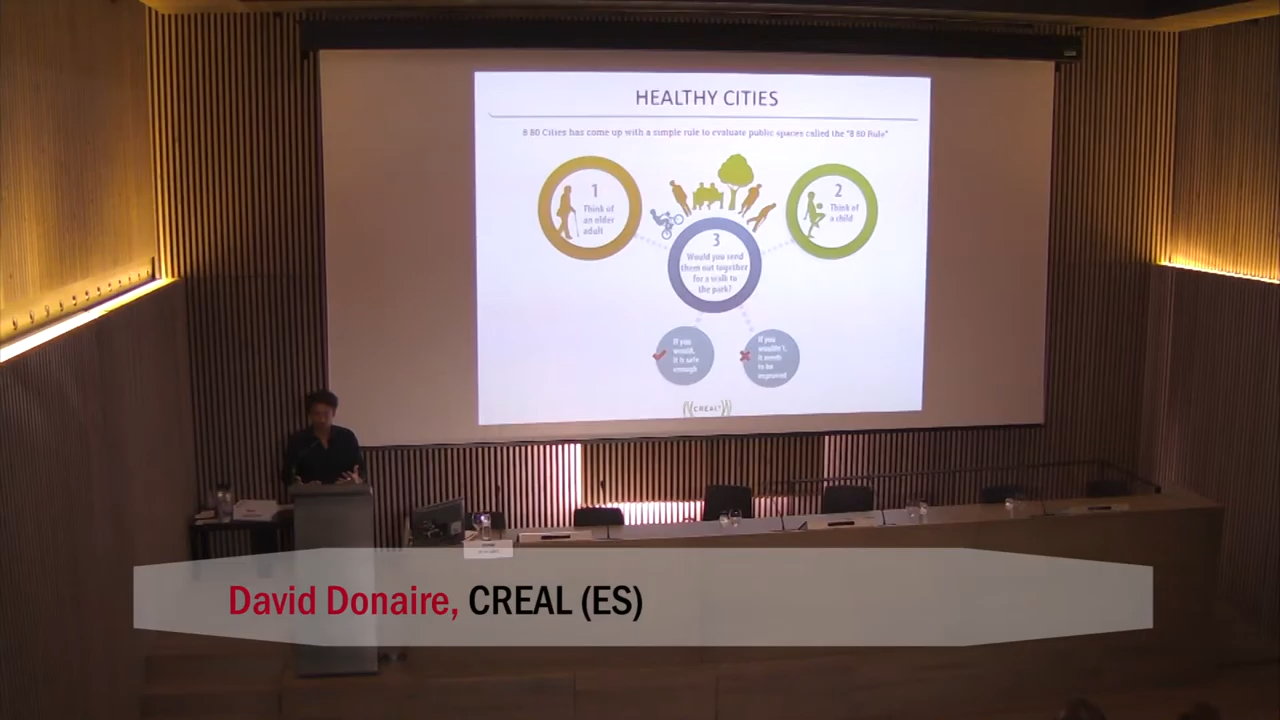 HEALTHY CITIES
8 80 Cities has come up with a simple rule to evaluate public spaces called the "8 80 Rule"
1
Think of
an older
adult
2
Think of
a child
3
Would you send
them out together
for a walk to
the park?
If you
would,
it is safe
enough
If you
wouldn't,
it needs
to be
improved
CREAL
David Donaire, CREAL (ES)